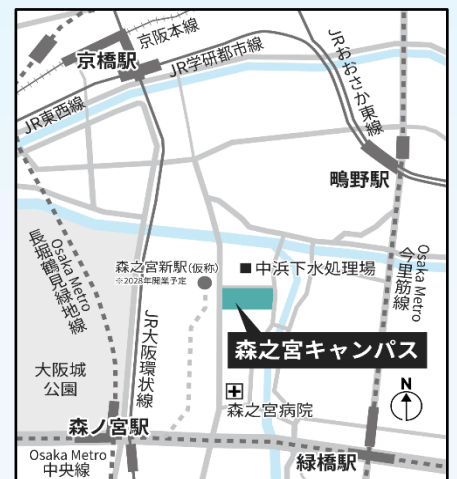 京阪本線
京橋駅
JR学研都市線
JRおおさか東線
JR東西線
鴫野駅
Osaka Metro
長堀鶴見緑地線
森之宮新駅(仮称)
※2028年開業予定
■中浜下水処理場
Osaka Metro
今里筋線
JR大阪環状線
森之宮キャンパス
大阪城
公園
N
森之宮病院
森ノ宮駅
Osaka Metro
中央線
緑橋駅